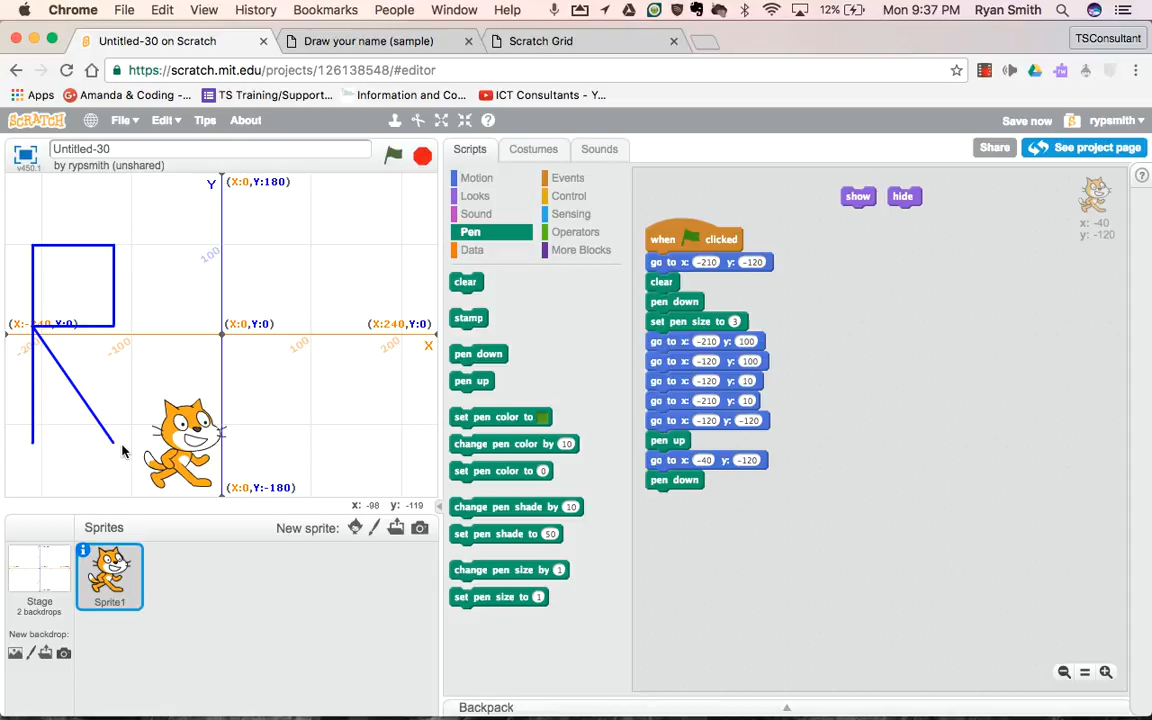 Chrome File Edit View History Bookmarks People Window Help 12% Mon 9:37 PM Ryan Smith
Untitled-30 on Scratch × Draw your name (sample) × Scratch Grid × TSConsultant
https://scratch.mit.edu/projects/126138548/#editor
Apps Amanda & Coding -... TS Training/Support... Information and Co... ICT Consultants - Y...
SCRATCH File Edit Tips About Save now rypsmith
v450.1
Untitled-30
by rypsmith (unshared)
Scripts Costumes Sounds Share See project page
Y (X:0,Y:180)
100
(X:-240,Y:0) (X:0,Y:0) (X:240,Y:0)
-200 -100 100 200 X
(X:0,Y:-180)
x: -98 y: -119
Sprites New sprite:
Stage
2 backdrops
Sprite1
New backdrop:
Motion Events
Looks Control
Sound Sensing
Pen Operators
Data More Blocks
clear
stamp
pen down
pen up
set pen color to
change pen color by 10
set pen color to 0
change pen shade by 10
set pen shade to 50
change pen size by 1
set pen size to 1
show hide
x: -40
y: -120
when clicked
go to x: -210 y: -120
clear
pen down
set pen size to 3
go to x: -210 y: 100
go to x: -120 y: 100
go to x: -120 y: 10
go to x: -210 y: 10
go to x: -120 y: -120
pen up
go to x: -40 y: -120
pen down
Backpack